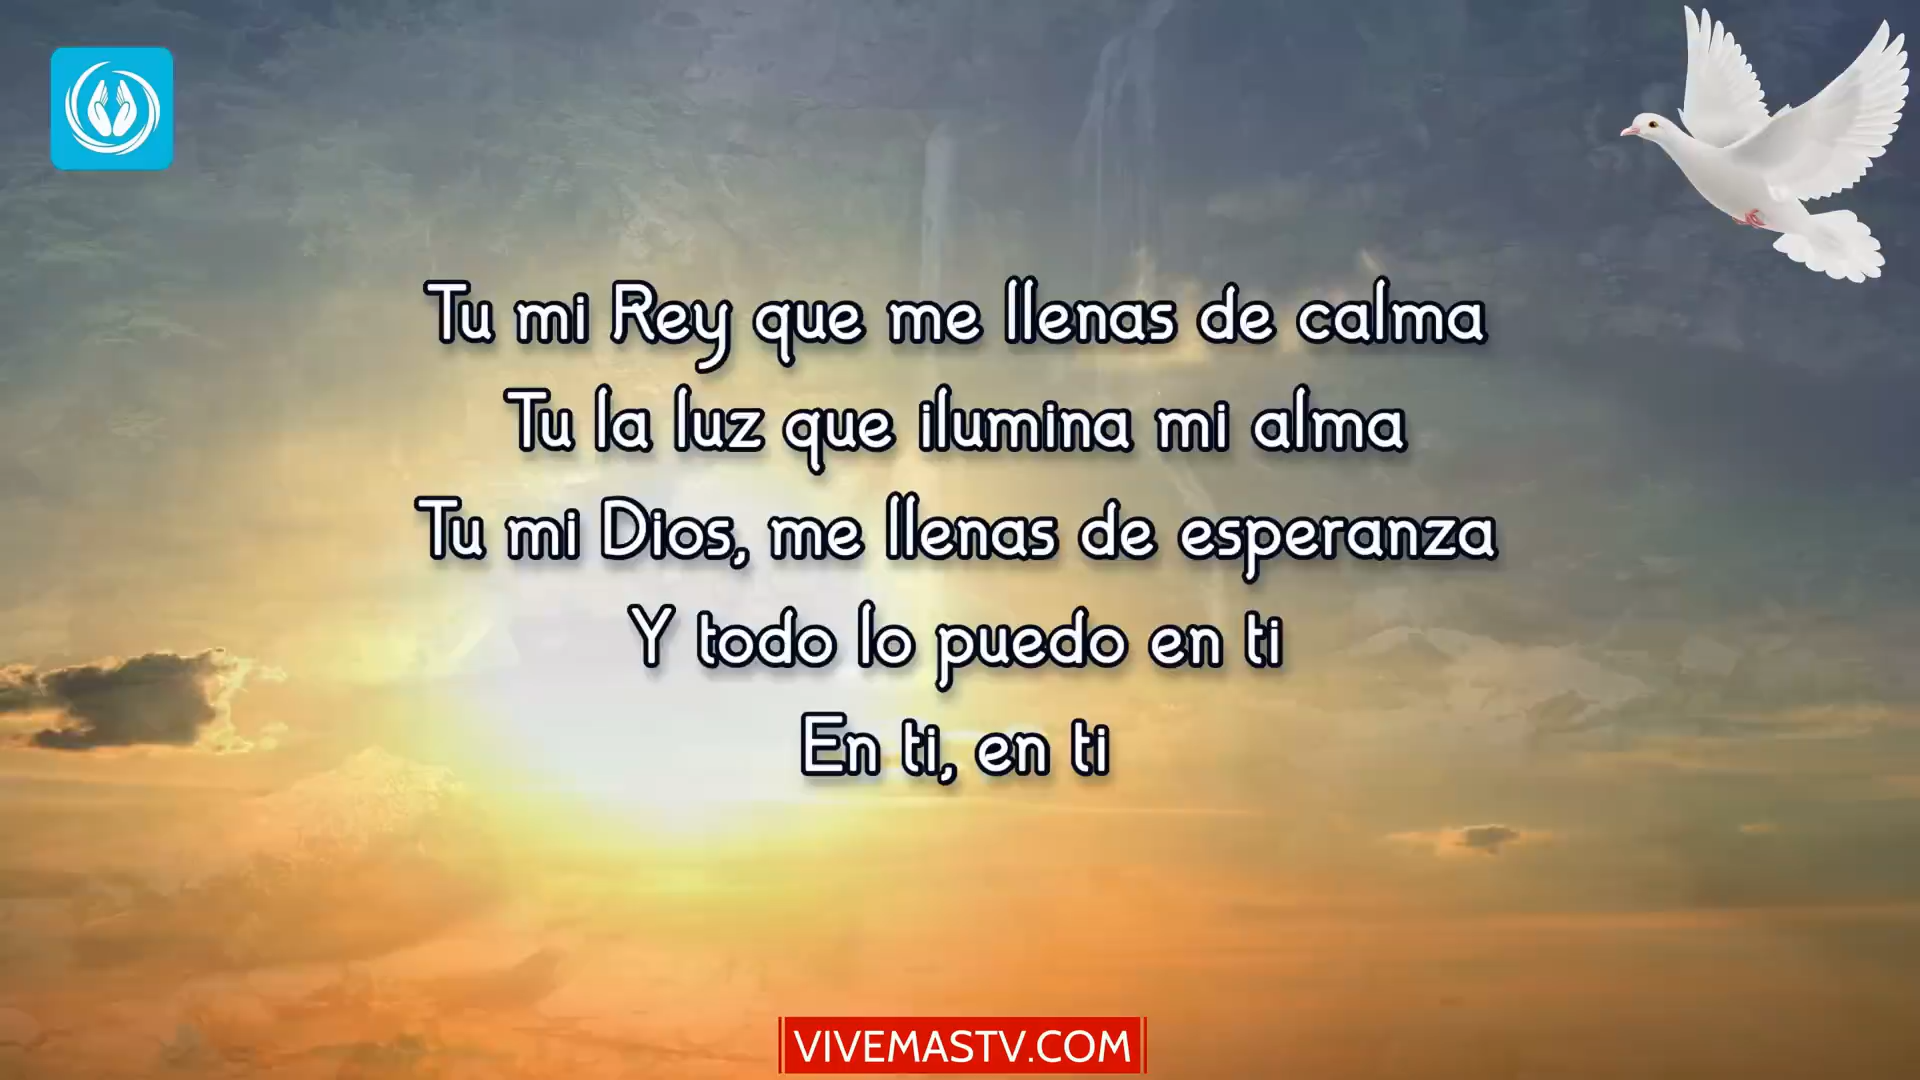 Tu mi Rey que me llenas de calma
Tu la luz que ilumina mi alma
Tu mi Dios, me llenas de esperanza
Y todo lo puedo en ti
En ti, en ti
VIVEMASTV.COM